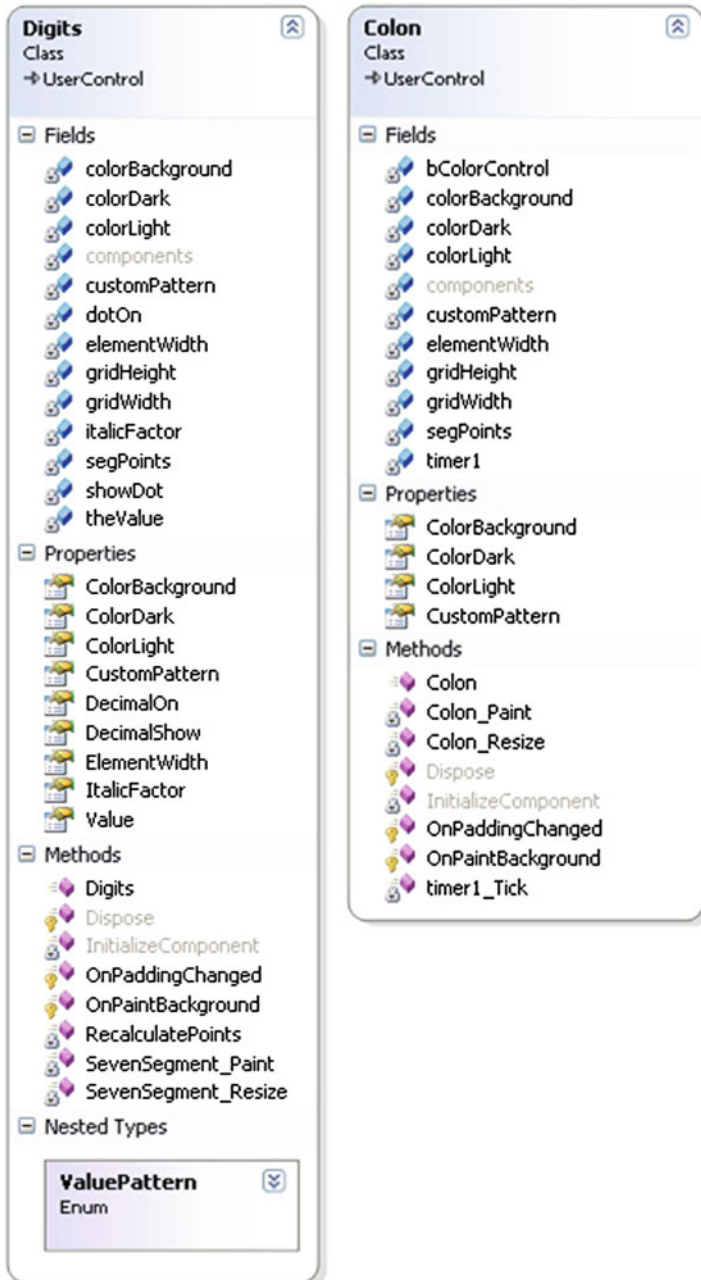 Digits
Class
UserControl
Fields
colorBackground
colorDark
colorLight
components
customPattern
dotOn
elementWidth
gridHeight
gridWidth
italicFactor
segPoints
showDot
theValue
Properties
ColorBackground
ColorDark
ColorLight
CustomPattern
DecimalOn
DecimalShow
ElementWidth
ItalicFactor
Value
Methods
Digits
Dispose
InitializeComponent
OnPaddingChanged
OnPaintBackground
RecalculatePoints
SevenSegment_Paint
SevenSegment_Resize
Nested Types
ValuePattern
Enum
Colon
Class
UserControl
Fields
bColorControl
colorBackground
colorDark
colorLight
components
customPattern
elementWidth
gridHeight
gridWidth
segPoints
timer1
Properties
ColorBackground
ColorDark
ColorLight
CustomPattern
Methods
Colon
Colon_Paint
Colon_Resize
Dispose
InitializeComponent
OnPaddingChanged
OnPaintBackground
timer1_Tick